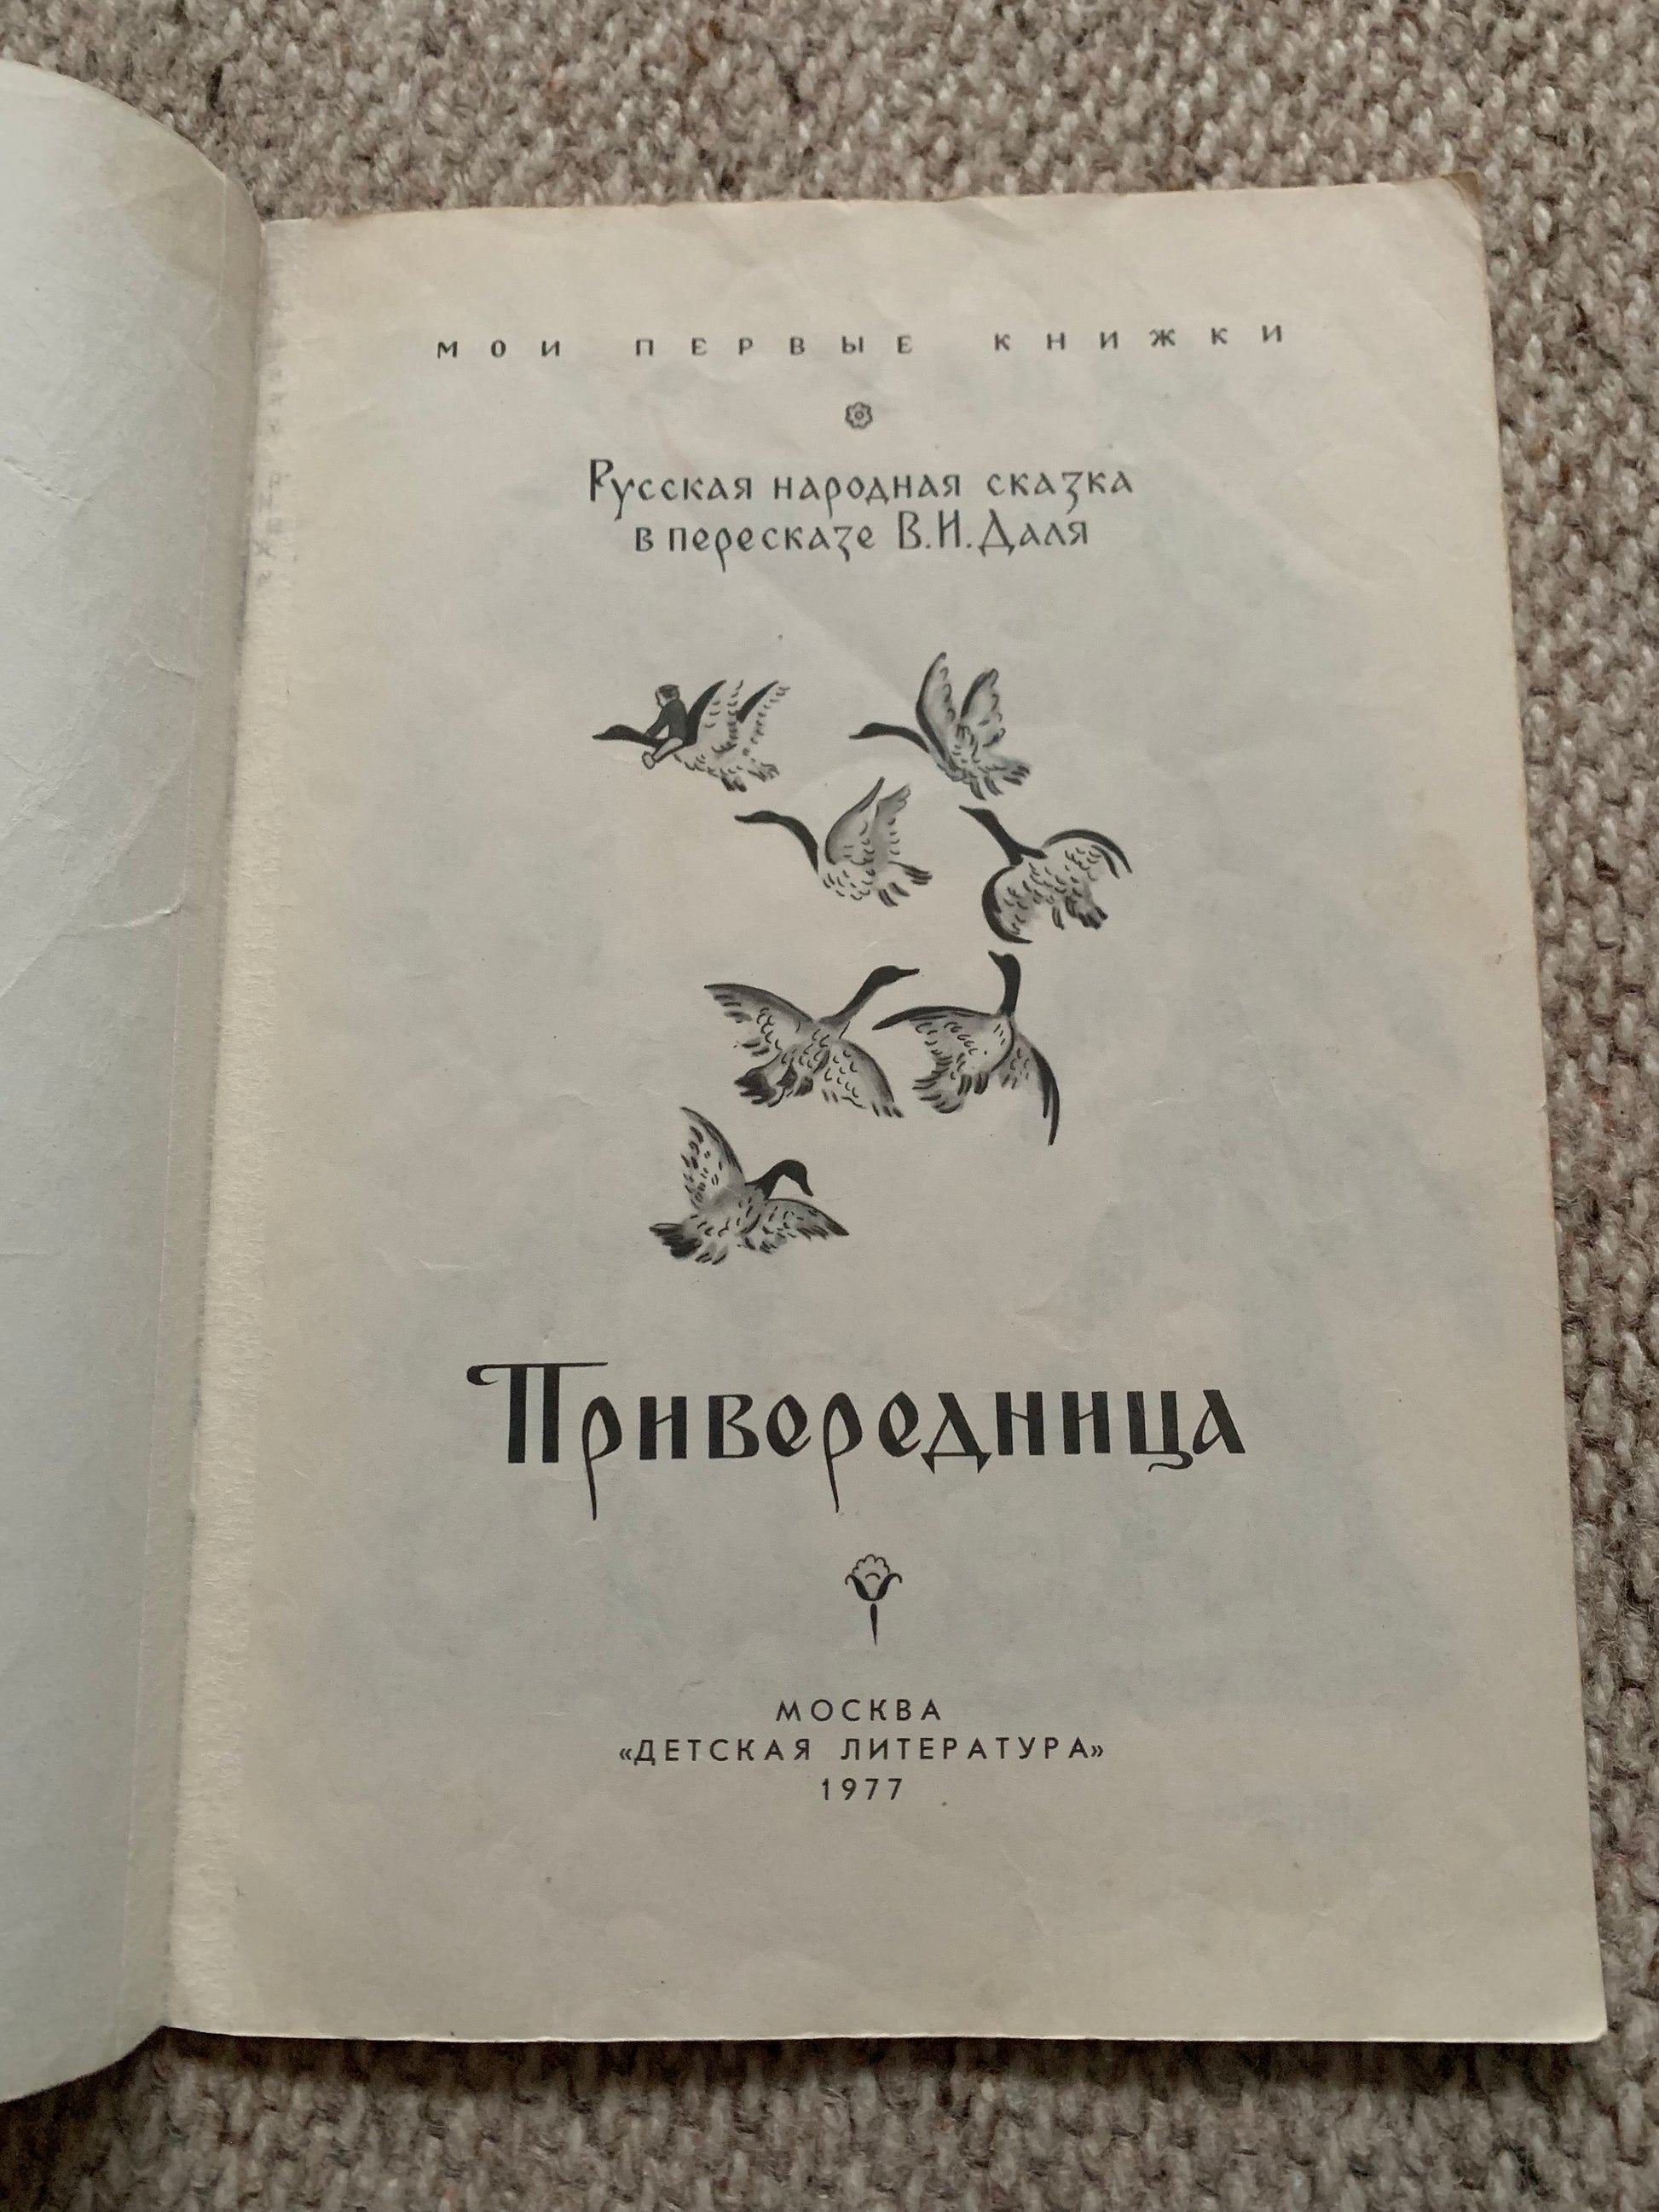 МОИ ПЕРВЫЕ КНИЖКИ
Русская народная сказка
в пересказе В.И.Даля
Привередница
МОСКВА
«ДЕТСКАЯ ЛИТЕРАТУРА»
1977